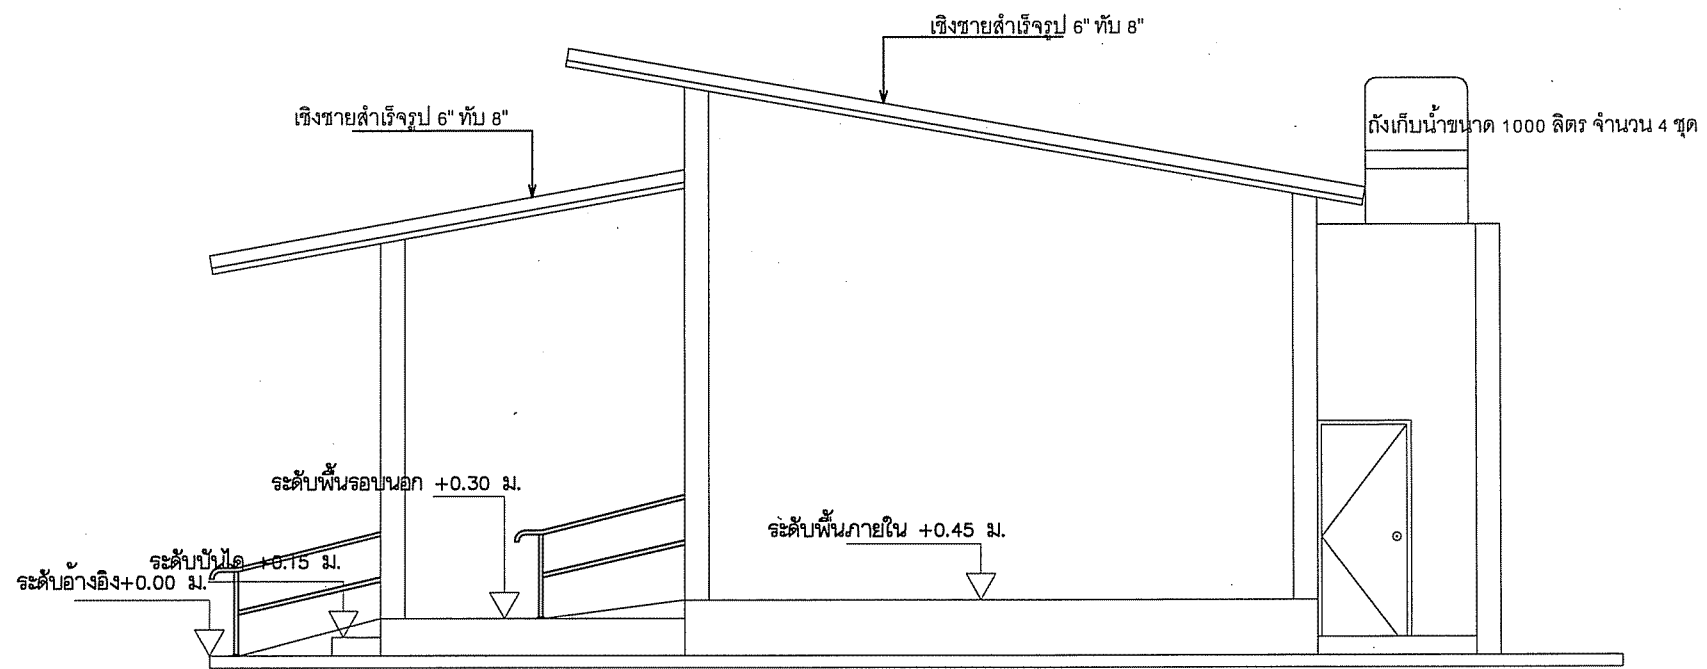 เชิงชายสำเร็จรูป 6" ทับ 8"
เชิงชายสำเร็จรูป 6" ทับ 8"
ถังเก็บน้ำขนาด 1000 ลิตร จำนวน 4 ชุด
ระดับพื้นรอบนอก +0.30 ม.
ระดับพื้นภายใน +0.45 ม.
ระดับบันได +0.15 ม.
ระดับอ้างอิง+0.00 ม.